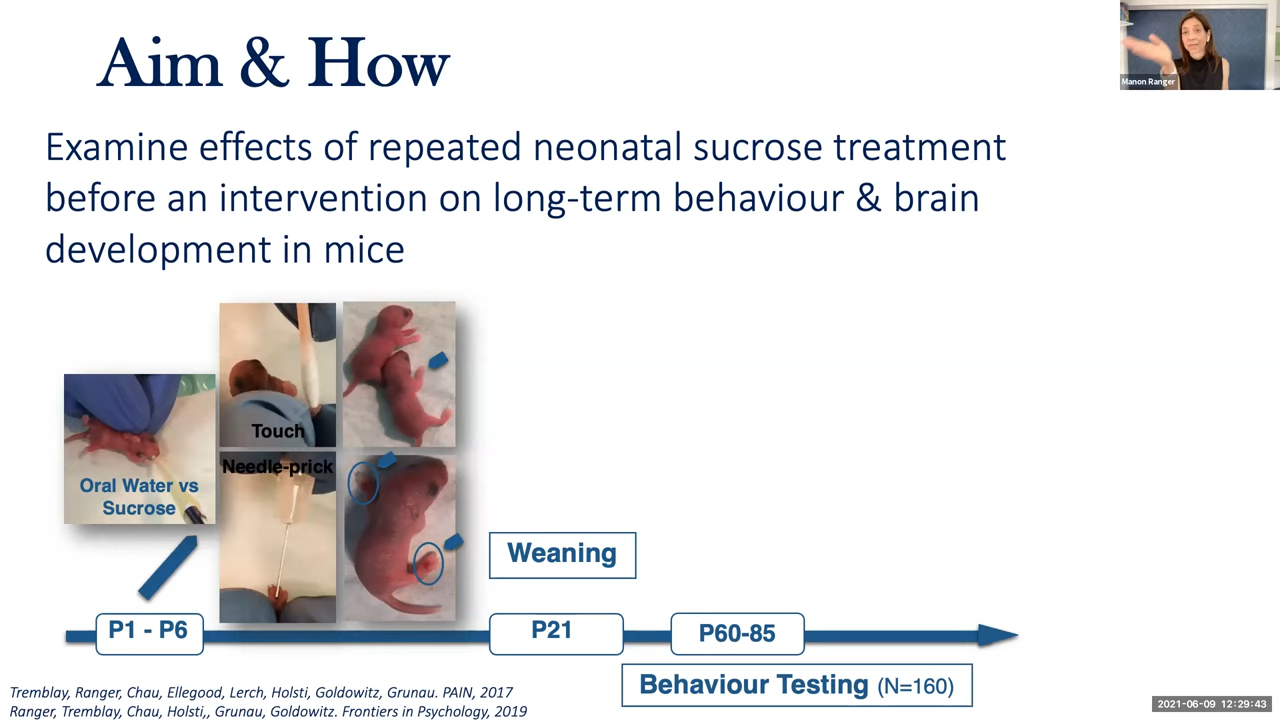 Aim & How
Manon Ranger
Examine effects of repeated neonatal sucrose treatment
before an intervention on long-term behaviour & brain
development in mice
Touch
Needle-prick
Oral Water vs
Sucrose
Weaning
P1 - P6
P21
P60-85
Behaviour Testing (N=160)
Tremblay, Ranger, Chau, Ellegood, Lerch, Holsti, Goldowitz, Grunau. PAIN, 2017
Ranger, Tremblay, Chau, Holsti,, Grunau, Goldowitz. Frontiers in Psychology, 2019
2021-06-09 12:29:43